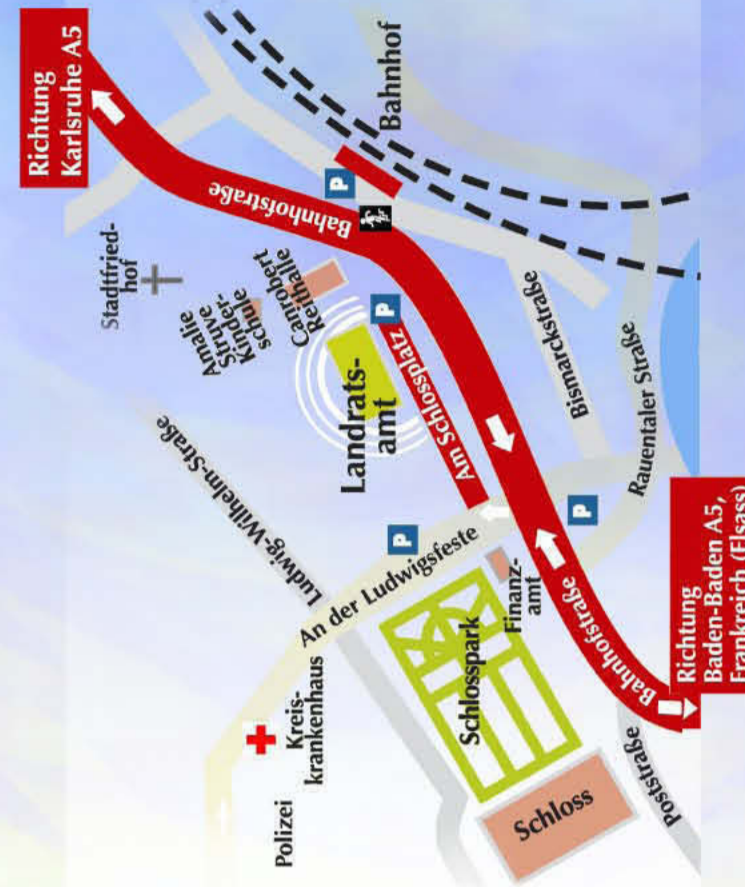 Richtung
Karlsruhe A5
Bahnhof
P
Bahnhofstraße
Stadtfried-
hof
Amalie
Struve
Kinder-
schule
Canrobert
Reithalle
P
Landrats-
amt
Am Schlossplatz
Bismarckstraße
Rauentaler Straße
Ludwig-Wilhelm-Straße
P
An der Ludwigsfeste
P
Finanz-
amt
Schlosspark
Bahnhofstraße
Richtung
Baden-Baden A5,
Frankreich (Elsass)
Kreis-
krankenhaus
Polizei
Schloss
Poststraße